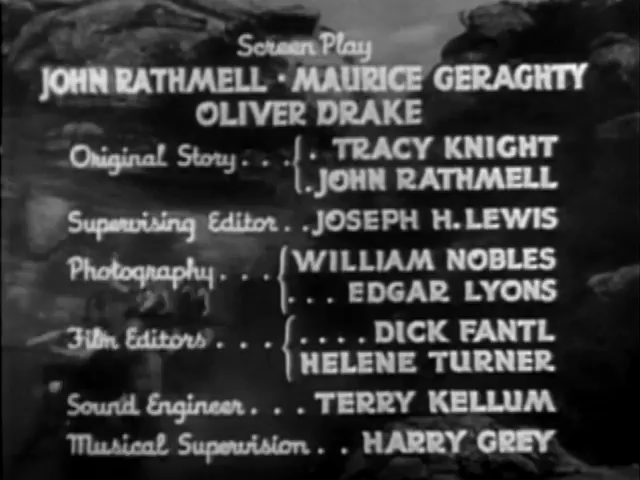 Screen Play
JOHN RATHMELL · MAURICE GERAGHTY
OLIVER DRAKE
Original Story . . . { . TRACY KNIGHT
. JOHN RATHMELL
Supervising Editor . . JOSEPH H. LEWIS
Photography . . . { WILLIAM NOBLES
. . . EDGAR LYONS
Film Editors . . . { . . . . DICK FANTL
HELENE TURNER
Sound Engineer . . . TERRY KELLUM
Musical Supervision . . HARRY GREY